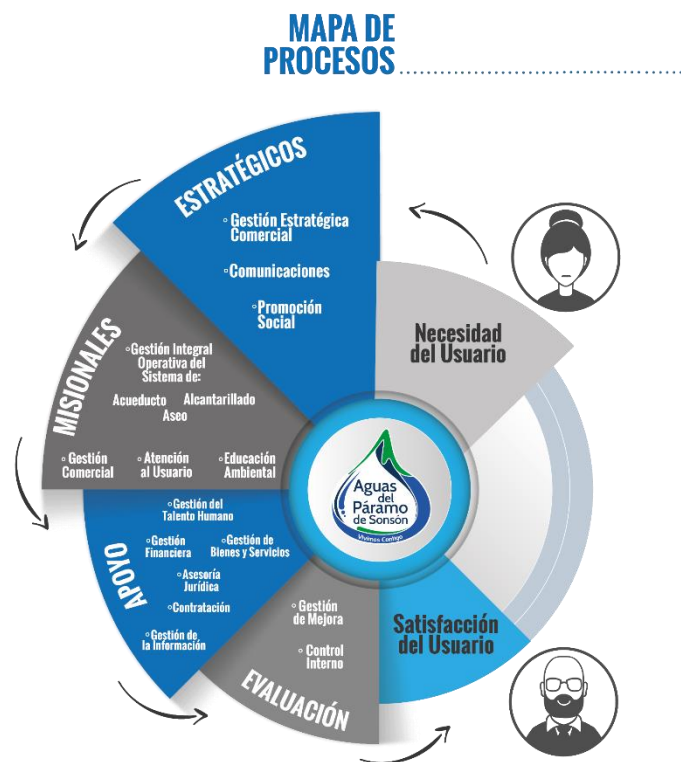 MAPA DE
PROCESOS
ESTRATÉGICOS
Gestión Estratégica
Comercial
Comunicaciones
Promoción
Social
Necesidad
del Usuario
MISIONALES
Gestión Integral
Operativa del
Sistema de:
Acueducto Alcantarillado
Aseo
Gestión
Comercial
Atención
al Usuario
Educación
Ambiental
Aguas
del
Páramo
de Sonsón
Vivimos Contigo
APOYO
Gestión del
Talento Humano
Gestión
Financiera
Gestión de
Bienes y Servicios
Asesoría
Jurídica
Contratación
Gestión de
la Información
EVALUACIÓN
Gestión
de Mejora
Control
Interno
Satisfacción
del Usuario